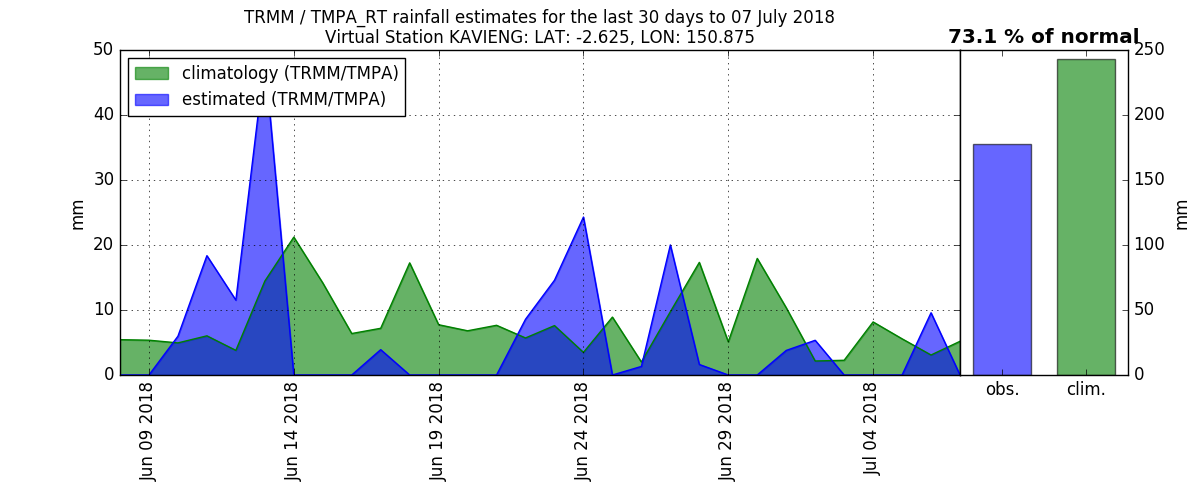 TRMM / TMPA_RT rainfall estimates for the last 30 days to 07 July 2018
Virtual Station KAVIENG: LAT: -2.625, LON: 150.875
73.1 % of normal
climatology (TRMM/TMPA)
estimated (TRMM/TMPA)
50
40
30
20
10
0
mm
250
200
150
100
50
0
mm
Jun 09 2018
Jun 14 2018
Jun 19 2018
Jun 24 2018
Jun 29 2018
Jul 04 2018
obs.
clim.